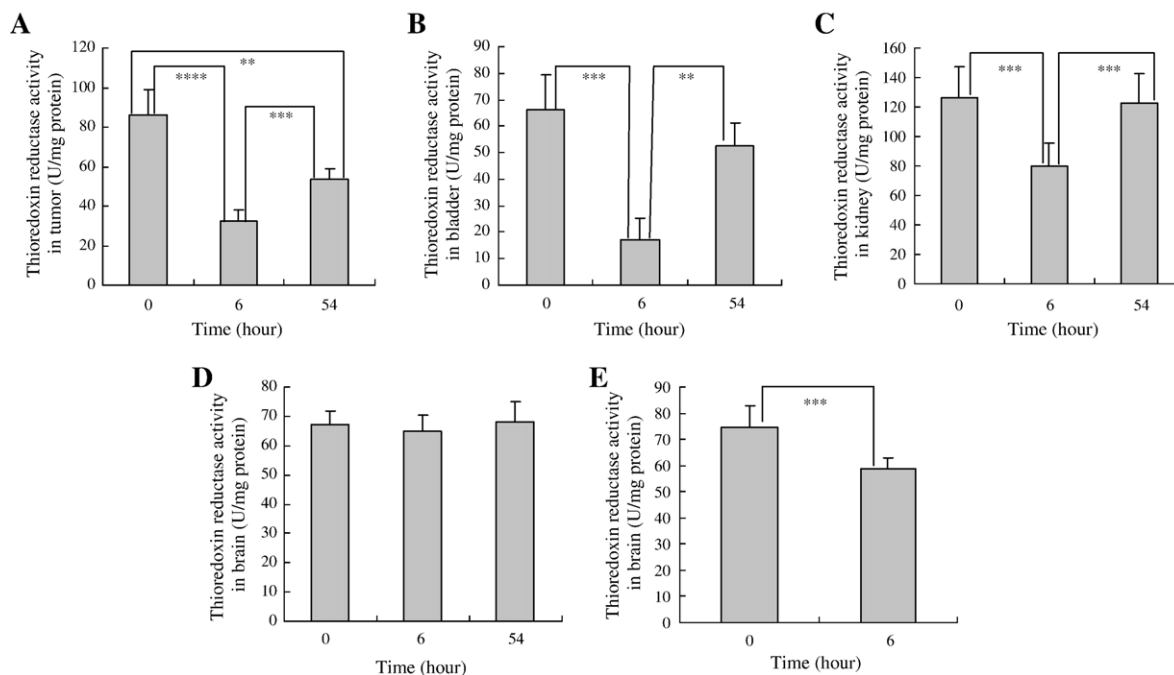 A
Thioredoxin reductase activity
in tumor (U/mg protein)
120
100
80
60
40
20
0
**
****
***
0 6 54
Time (hour)
B
Thioredoxin reductase activity
in bladder (U/mg protein)
90
80
70
60
50
40
30
20
10
0
***
**
0 6 54
Time (hour)
C
Thioredoxin reductase activity
in kidney (U/mg protein)
160
140
120
100
80
60
40
20
0
***
***
0 6 54
Time (hour)
D
Thioredoxin reductase activity
in brain (U/mg protein)
80
70
60
50
40
30
20
10
0
0 6 54
Time (hour)
E
Thioredoxin reductase activity
in brain (U/mg protein)
90
80
70
60
50
40
30
20
10
0
***
0 6
Time (hour)